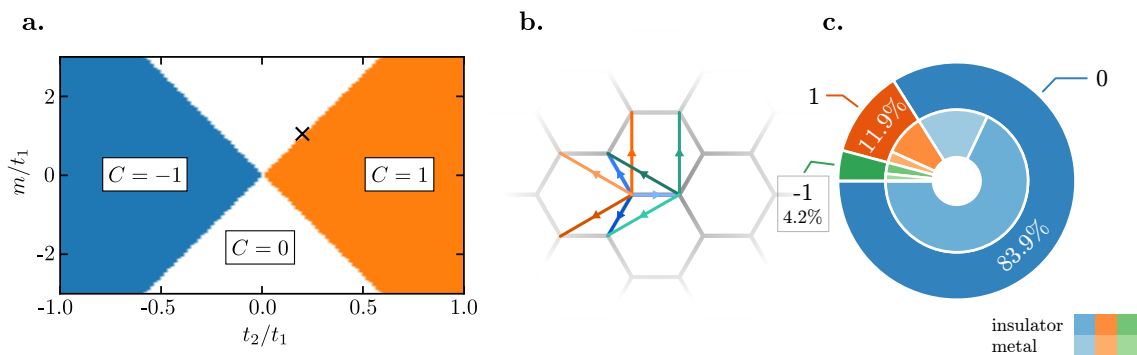 a.
b.
c.
m/t₁
2
0
-2
-1.0
-0.5
0.0
0.5
1.0
t₂/t₁
C = −1
C = 1
C = 0
0
1
11.9%
-1
4.2%
83.9%
insulator
metal